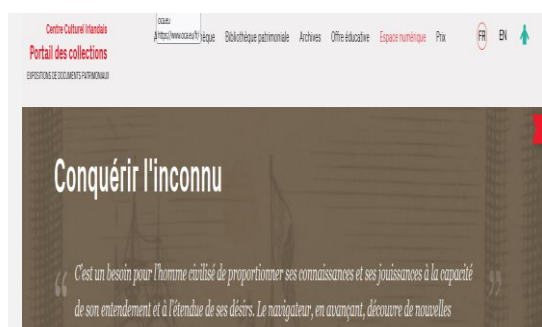 Centre Culturel Irlandais
Portail des collections
EXPOSITIONS DE DOCUMENTS PATRIMONIAUX
thèque Bibliothèque patrimoniale Archives Offre éducative Espace numérique Prix FR EN
Conquérir l'inconnu
“ C'est un besoin pour l'homme civilisé de proportionner ses connaissances et ses jouissances à la capacité ”
de son entendement et à l'étendue de ses désirs. Le navigateur, en avançant, découvre de nouvelles